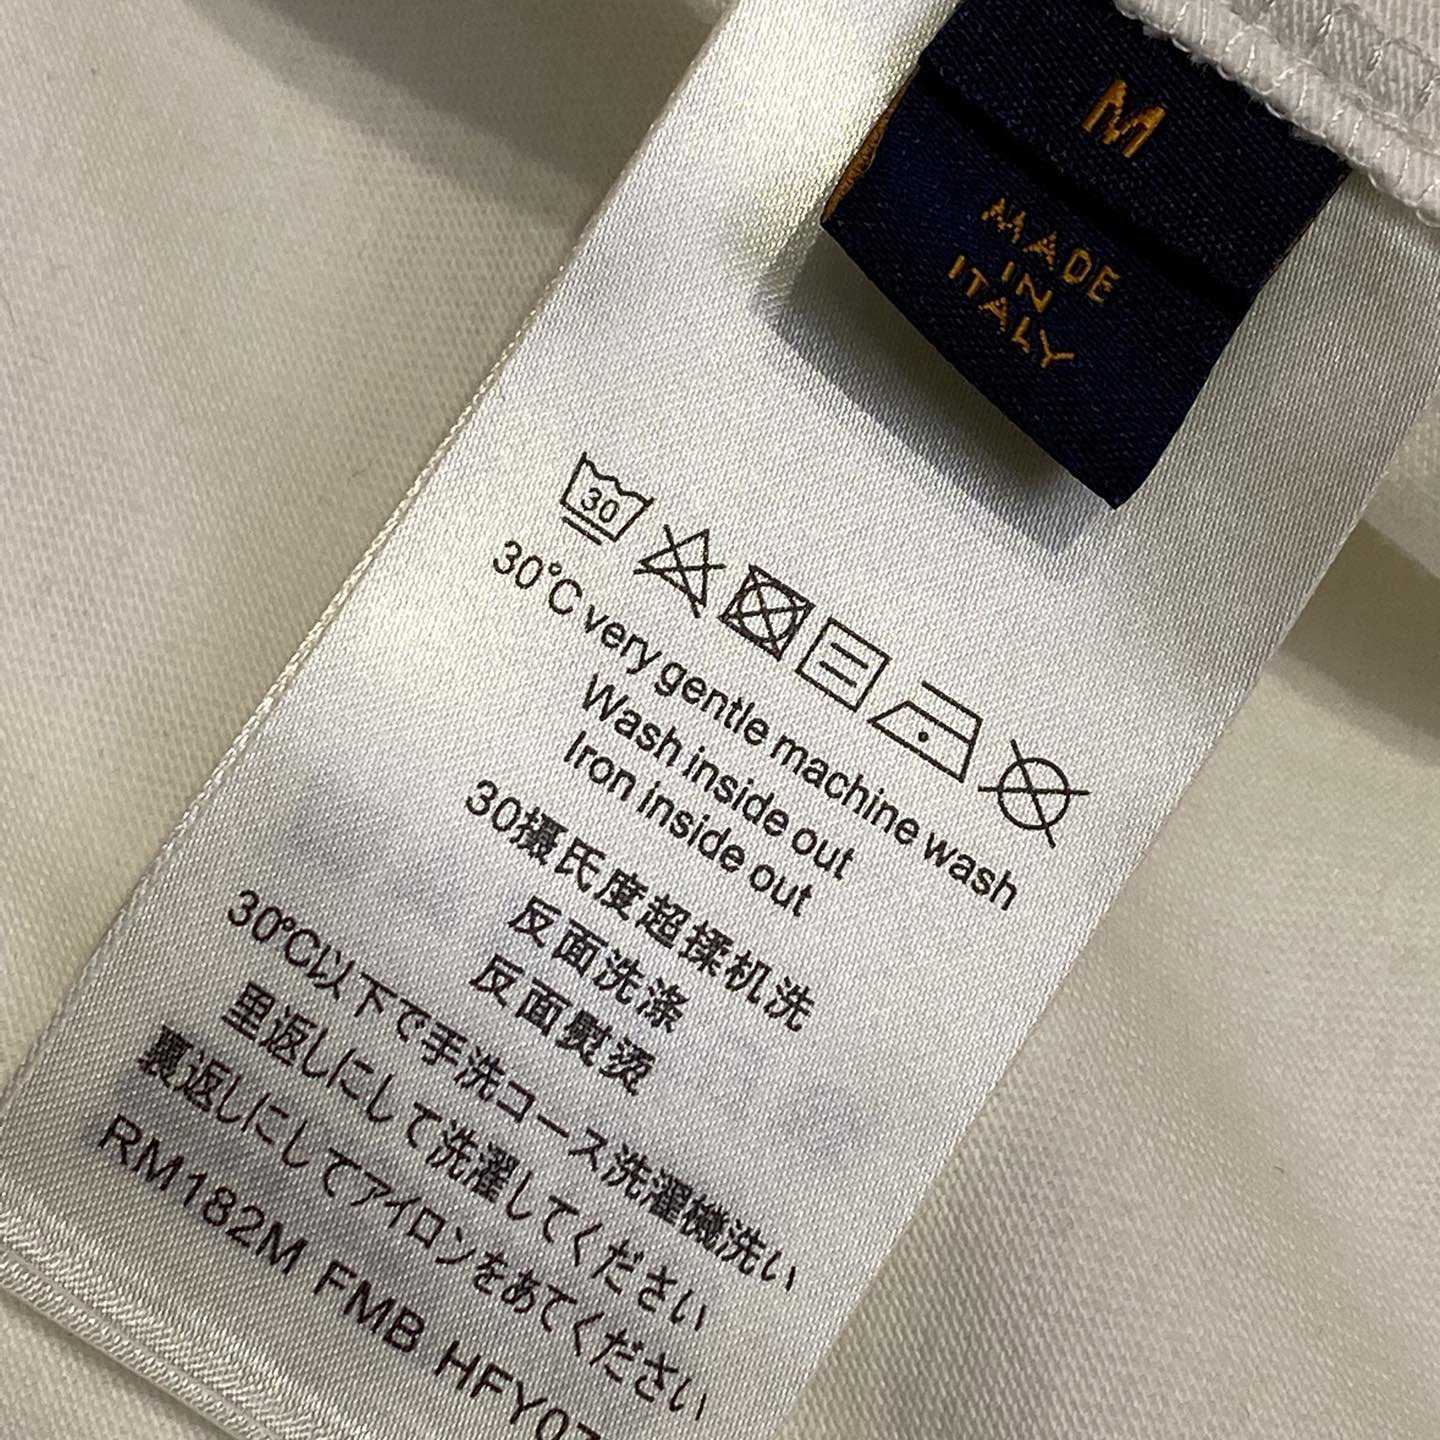 M
MADE
IN
ITALY
30
30°C very gentle machine wash
Wash inside out
Iron inside out
30摄氏度超揉机洗
反面洗涤
反面熨烫
30℃以下で手洗コース洗濯機洗い
里返しにして洗濯してください
裏返しにしてアイロンをあてください
RM182M FMB HFY07